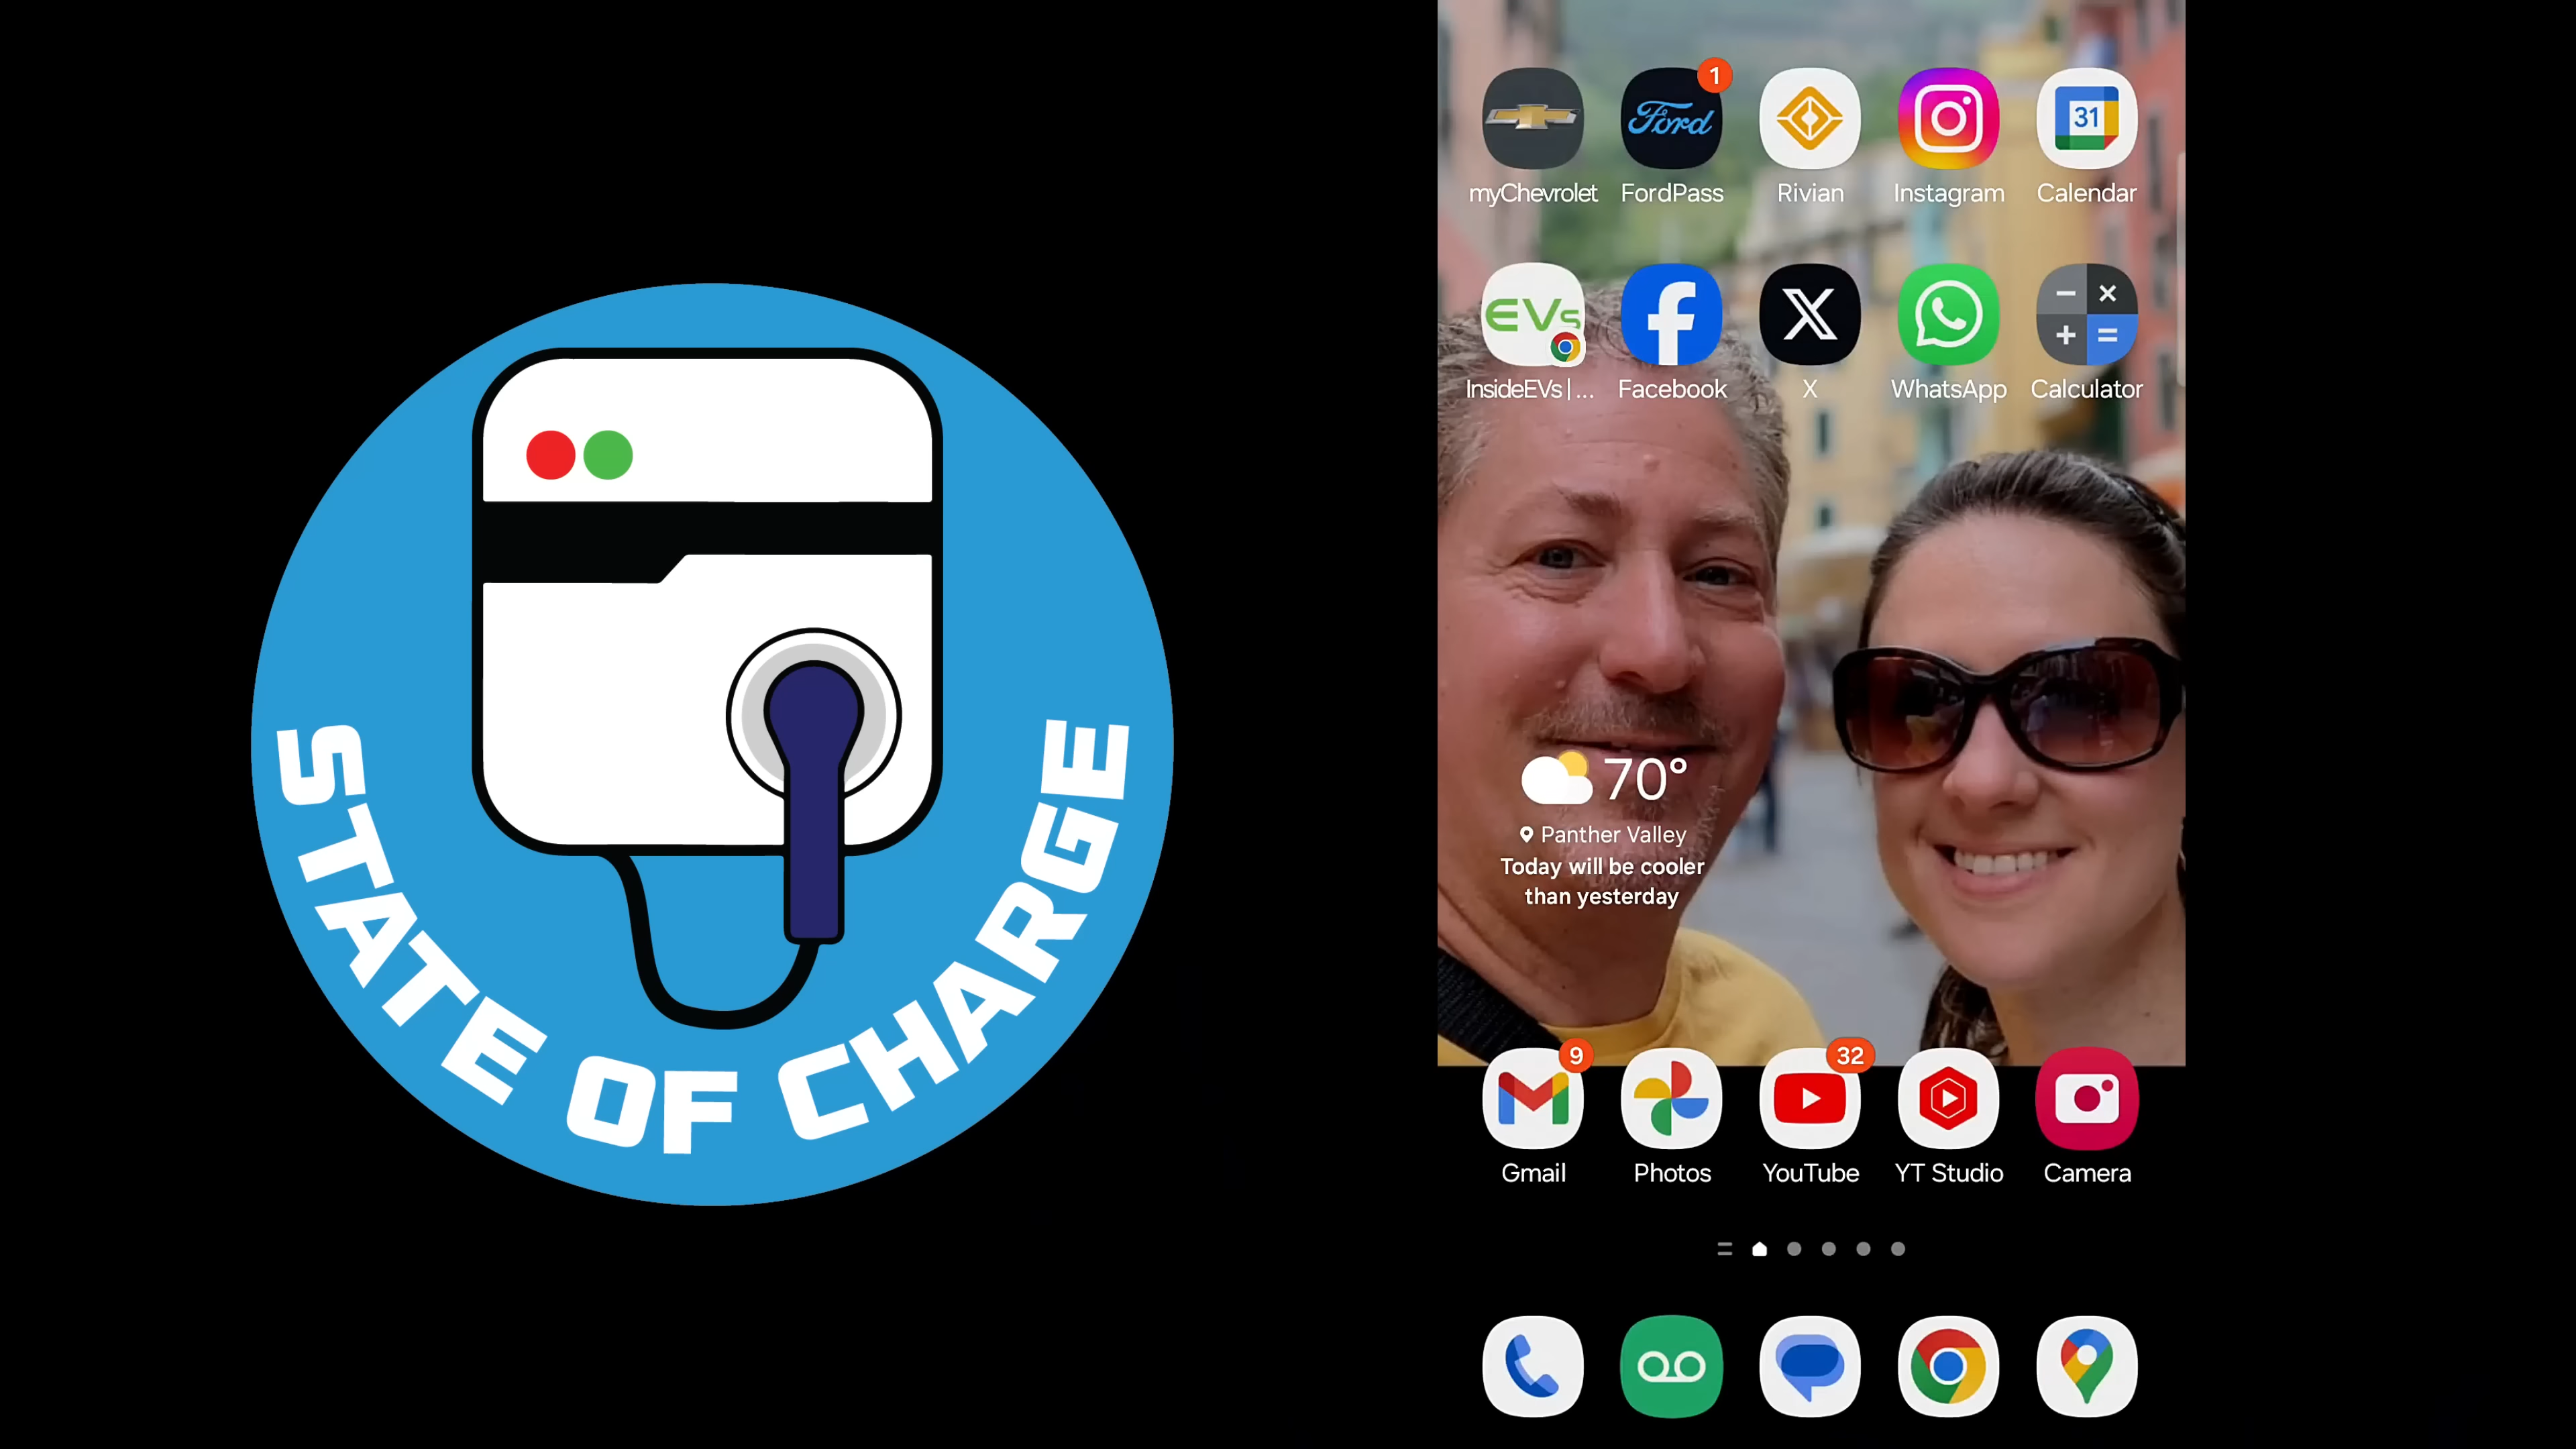 STATE OF CHARGE
1
Ford
31
myChevrolet FordPass Rivian Instagram Calendar
EVs
InsideEVs | ... Facebook X WhatsApp Calculator
70°
Panther Valley
Today will be cooler
than yesterday
9 32
Gmail Photos YouTube YT Studio Camera